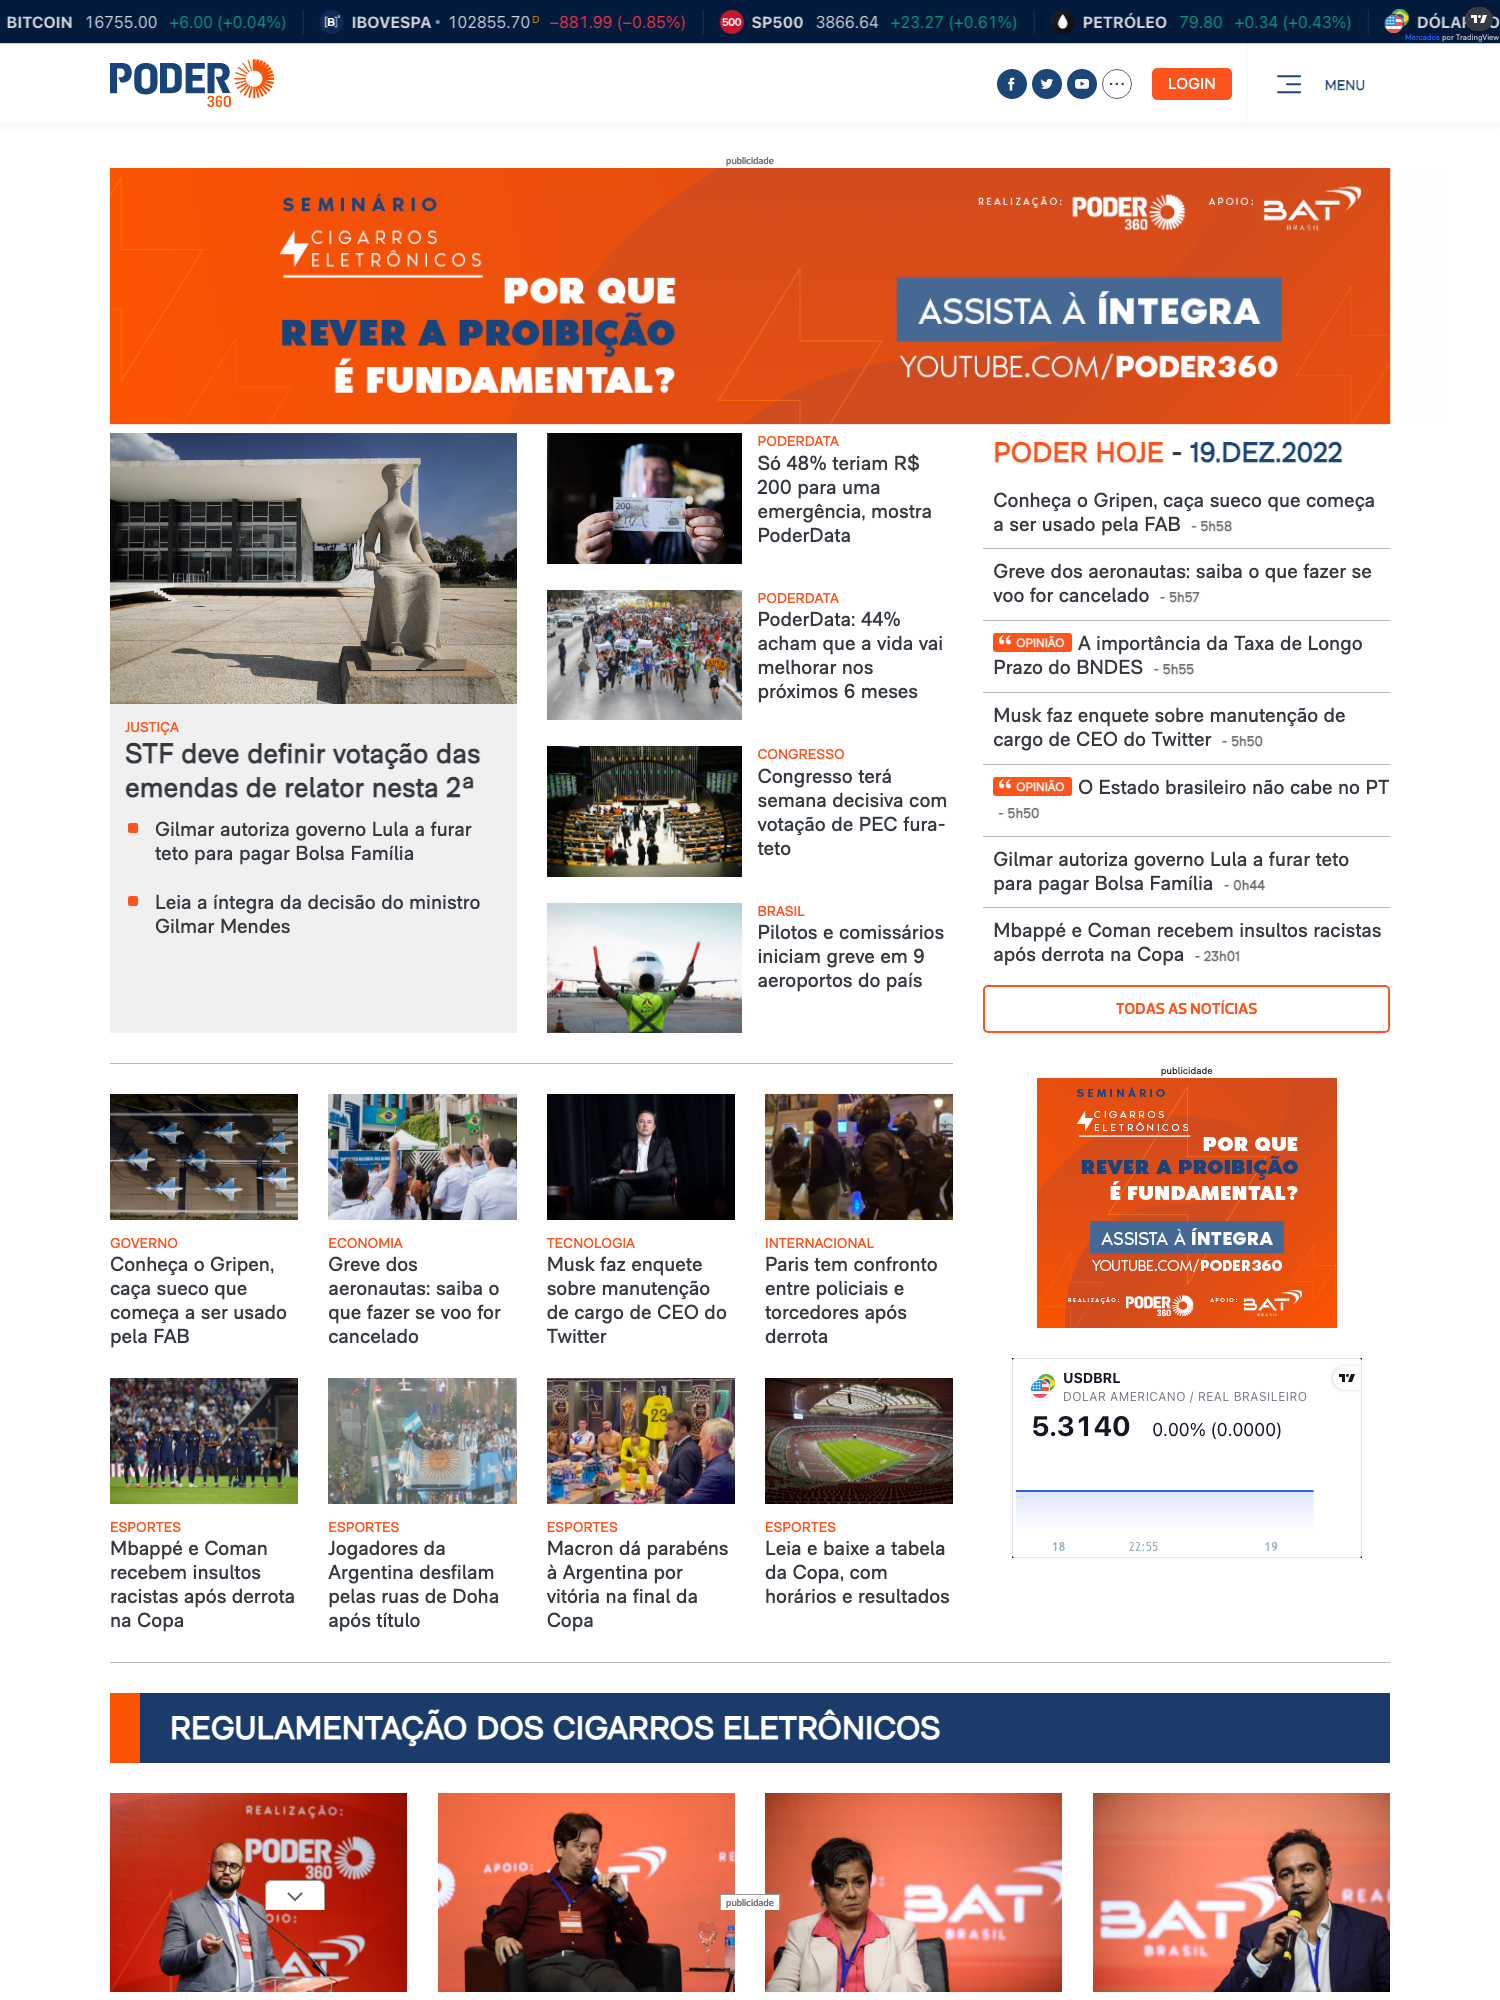 BITCOIN 16755.00 +6.00 (+0.04%) IBOVESPA • 102855.70 D −881.99 (−0.85%) 500 SP500 3866.64 +23.27 (+0.61%) PETRÓLEO 79.80 +0.34 (+0.43%)
Mercados por TradingView
PODER
360
LOGIN
MENU
publicidade
SEMINÁRIO
CIGARROS
ELETRÔNICOS
POR QUE
REVER A PROIBIÇÃO
É FUNDAMENTAL?
REALIZAÇÃO: PODER
360
APOIO: BAT
BRASIL
ASSISTA À ÍNTEGRA
YOUTUBE.COM/PODER360
JUSTIÇA
STF deve definir votação das
emendas de relator nesta 2ª
Gilmar autoriza governo Lula a furar
teto para pagar Bolsa Família
Leia a íntegra da decisão do ministro
Gilmar Mendes
200
PODERDATA
Só 48% teriam R$
200 para uma
emergência, mostra
PoderData
PODERDATA
PoderData: 44%
acham que a vida vai
melhorar nos
próximos 6 meses
CONGRESSO
Congresso terá
semana decisiva com
votação de PEC fura-
teto
BRASIL
Pilotos e comissários
iniciam greve em 9
aeroportos do país
PODER HOJE - 19.DEZ.2022
Conheça o Gripen, caça sueco que começa
a ser usado pela FAB - 5h58
Greve dos aeronautas: saiba o que fazer se
voo for cancelado - 5h57
“ OPINIÃO A importância da Taxa de Longo
Prazo do BNDES - 5h55
Musk faz enquete sobre manutenção de
cargo de CEO do Twitter - 5h50
“ OPINIÃO O Estado brasileiro não cabe no PT
- 5h50
Gilmar autoriza governo Lula a furar teto
para pagar Bolsa Família - 0h44
Mbappé e Coman recebem insultos racistas
após derrota na Copa - 23h01
TODAS AS NOTÍCIAS
GOVERNO
Conheça o Gripen,
caça sueco que
começa a ser usado
pela FAB
ECONOMIA
Greve dos
aeronautas: saiba o
que fazer se voo for
cancelado
TECNOLOGIA
Musk faz enquete
sobre manutenção
de cargo de CEO do
Twitter
INTERNACIONAL
Paris tem confronto
entre policiais e
torcedores após
derrota
publicidade
SEMINÁRIO
CIGARROS
ELETRÔNICOS
POR QUE
REVER A PROIBIÇÃO
É FUNDAMENTAL?
ASSISTA À ÍNTEGRA
YOUTUBE.COM/PODER360
REALIZAÇÃO: PODER
360
APOIO: BAT
BRASIL
USDBRL
DOLAR AMERICANO / REAL BRASILEIRO
5.3140 0.00% (0.0000)
18 22:55 19
ESPORTES
Mbappé e Coman
recebem insultos
racistas após derrota
na Copa
ESPORTES
Jogadores da
Argentina desfilam
pelas ruas de Doha
após título
23
ESPORTES
Macron dá parabéns
à Argentina por
vitória na final da
Copa
ESPORTES
Leia e baixe a tabela
da Copa, com
horários e resultados
REGULAMENTAÇÃO DOS CIGARROS ELETRÔNICOS
REALIZAÇÃO:
PODER
360
APOIO:
BAT
publicidade
BAT
BRASIL
BAT
BRASIL